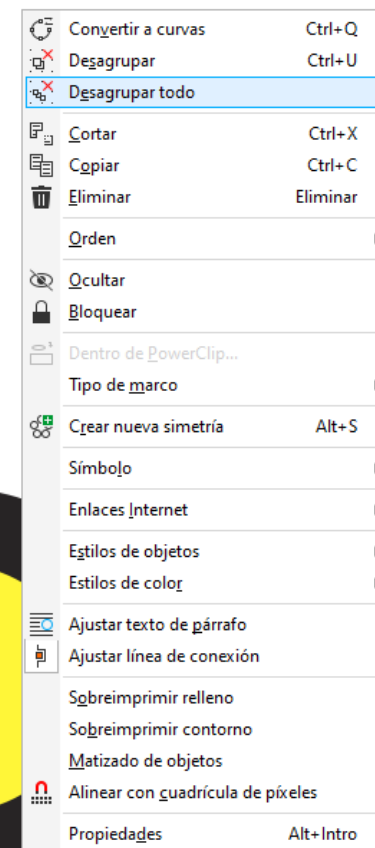 Convertir a curvas Ctrl+Q
Desagrupar Ctrl+U
Desagrupar todo
Cortar Ctrl+X
Copiar Ctrl+C
Eliminar Eliminar
Orden
Ocultar
Bloquear
Dentro de PowerClip...
Tipo de marco
Crear nueva simetría Alt+S
Símbolo
Enlaces Internet
Estilos de objetos
Estilos de color
Ajustar texto de párrafo
Ajustar línea de conexión
Sobreimprimir relleno
Sobreimprimir contorno
Matizado de objetos
Alinear con cuadrícula de píxeles
Propiedades Alt+Intro